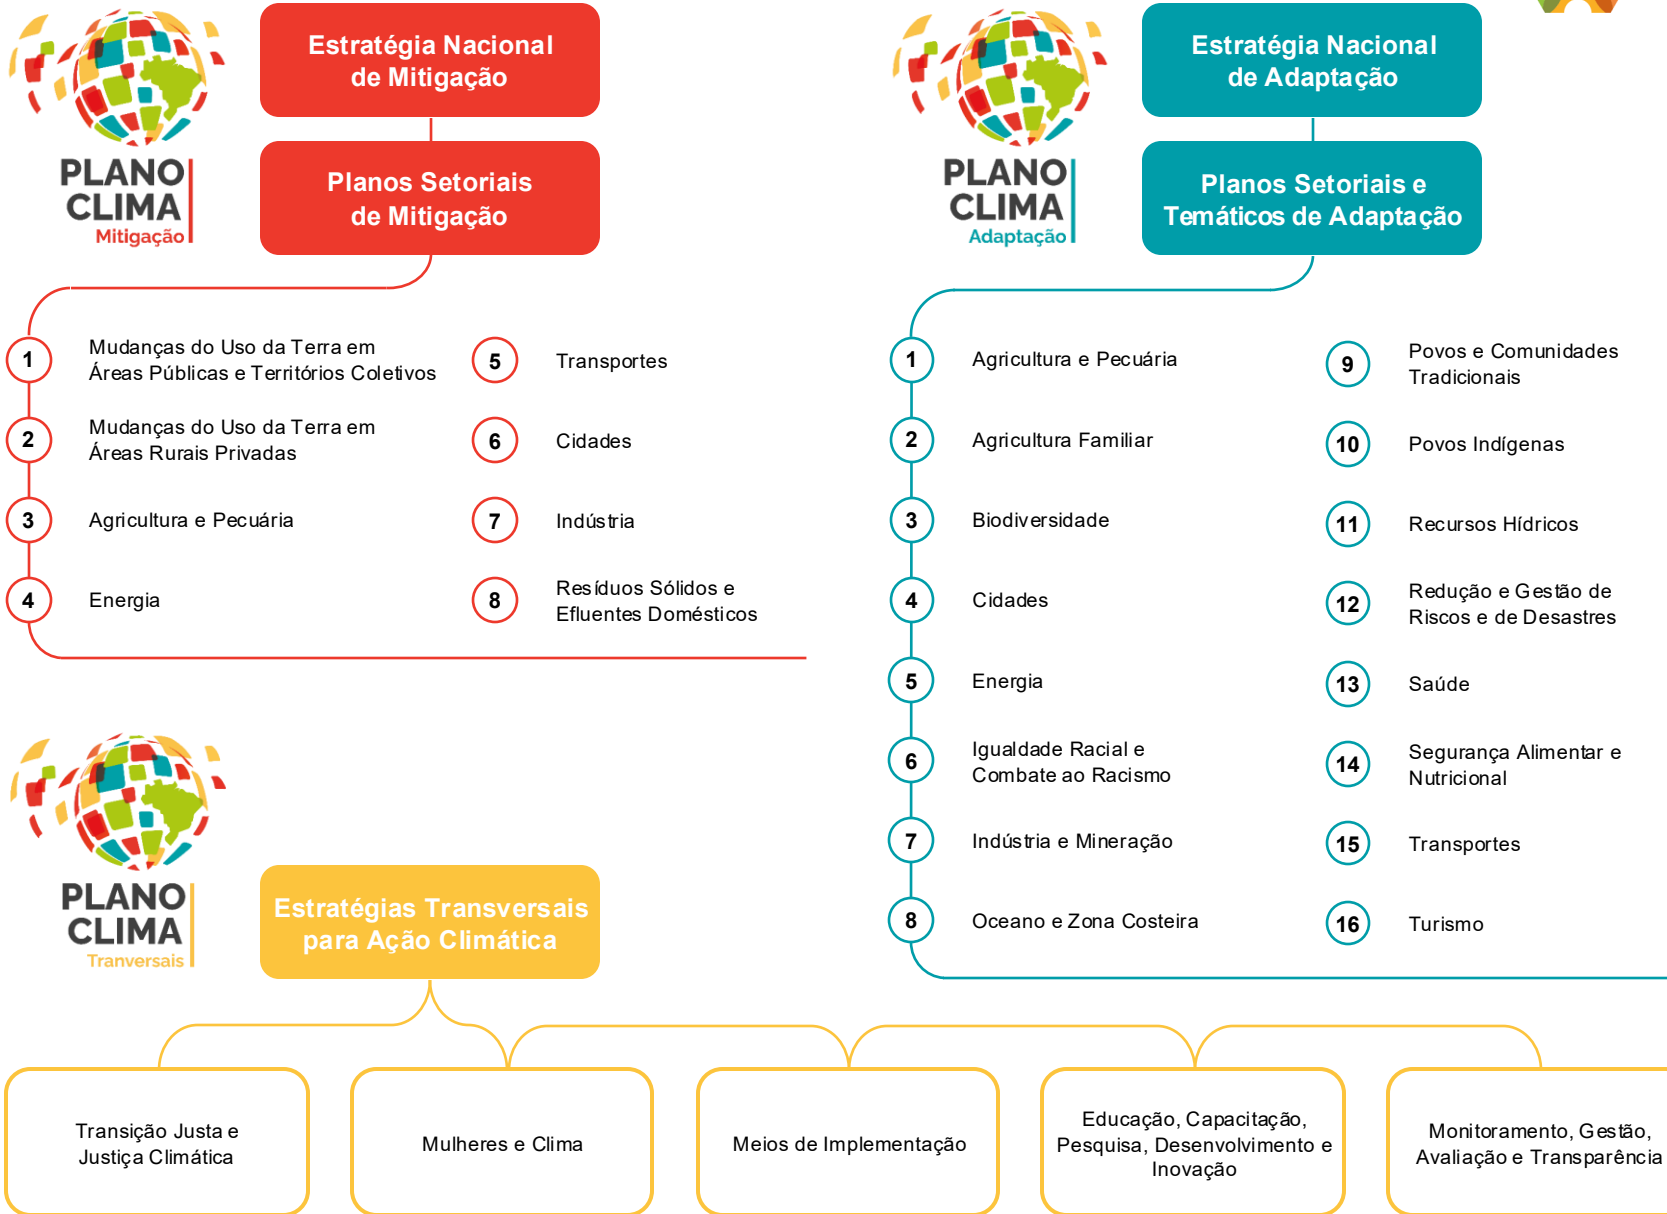 PLANO
CLIMA
Mitigação
Estratégia Nacional
de Mitigação
Planos Setoriais
de Mitigação
1
Mudanças do Uso da Terra em
Áreas Públicas e Territórios Coletivos
2
Mudanças do Uso da Terra em
Áreas Rurais Privadas
3
Agricultura e Pecuária
4
Energia
5
Transportes
6
Cidades
7
Indústria
8
Resíduos Sólidos e
Efluentes Domésticos
PLANO
CLIMA
Adaptação
Estratégia Nacional
de Adaptação
Planos Setoriais e
Temáticos de Adaptação
1
Agricultura e Pecuária
2
Agricultura Familiar
3
Biodiversidade
4
Cidades
5
Energia
6
Igualdade Racial e
Combate ao Racismo
7
Indústria e Mineração
8
Oceano e Zona Costeira
9
Povos e Comunidades
Tradicionais
10
Povos Indígenas
11
Recursos Hídricos
12
Redução e Gestão de
Riscos e de Desastres
13
Saúde
14
Segurança Alimentar e
Nutricional
15
Transportes
16
Turismo
PLANO
CLIMA
Tranversais
Estratégias Transversais
para Ação Climática
Transição Justa e
Justiça Climática
Mulheres e Clima
Meios de Implementação
Educação, Capacitação,
Pesquisa, Desenvolvimento e
Inovação
Monitoramento, Gestão,
Avaliação e Transparência